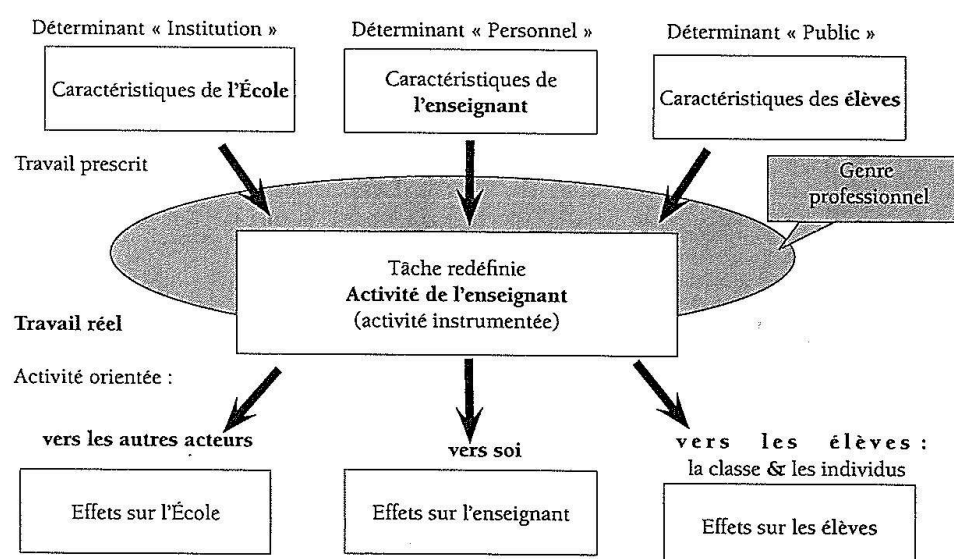 Déterminant « Institution »
Déterminant « Personnel »
Déterminant « Public »
Caractéristiques de l'École
Caractéristiques de
l'enseignant
Caractéristiques des élèves
Travail prescrit
Genre
professionnel
Tâche redéfinie
Activité de l'enseignant
(activité instrumentée)
Travail réel
Activité orientée :
vers les autres acteurs
vers soi
vers les élèves :
la classe & les individus
Effets sur l'École
Effets sur l'enseignant
Effets sur les élèves